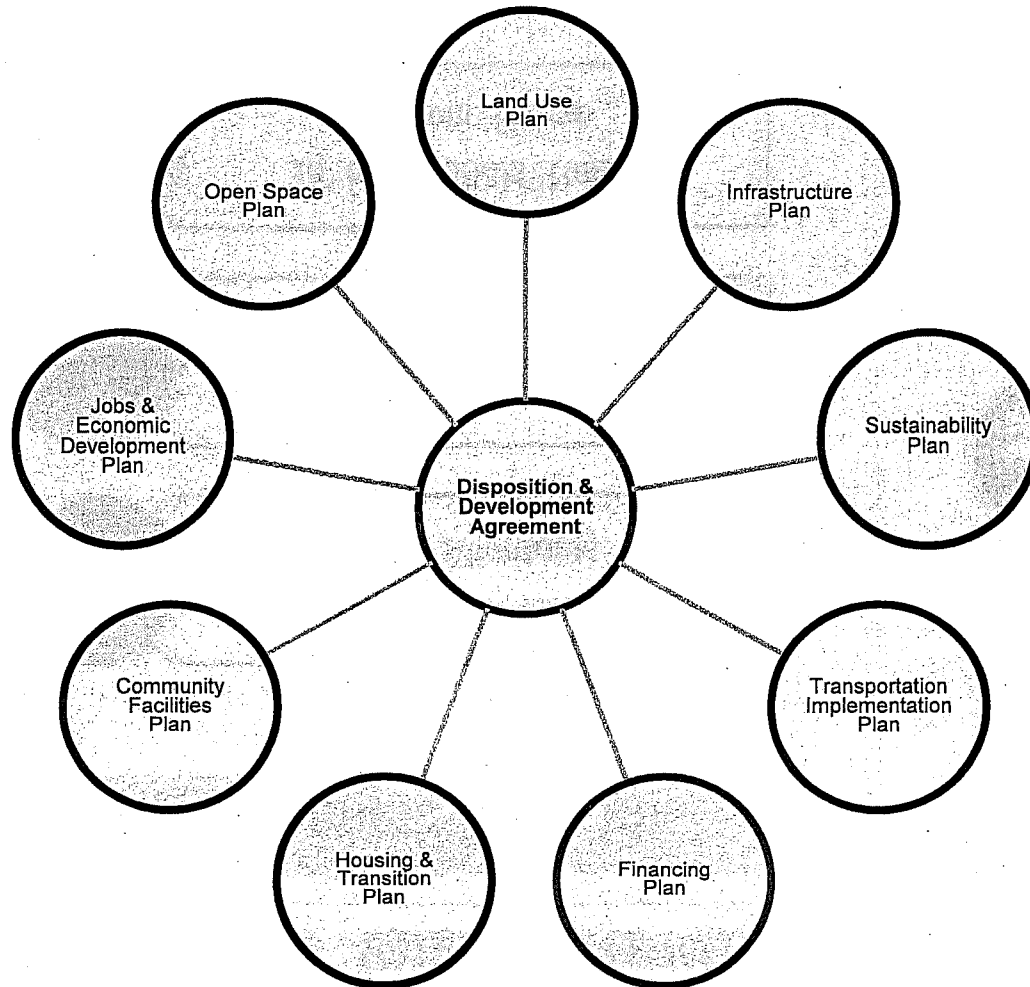 Land Use
Plan
Open Space
Plan
Infrastructure
Plan
Jobs &
Economic
Development
Plan
Sustainability
Plan
Disposition &
Development
Agreement
Community
Facilities
Plan
Transportation
Implementation
Plan
Housing &
Transition
Plan
Financing
Plan